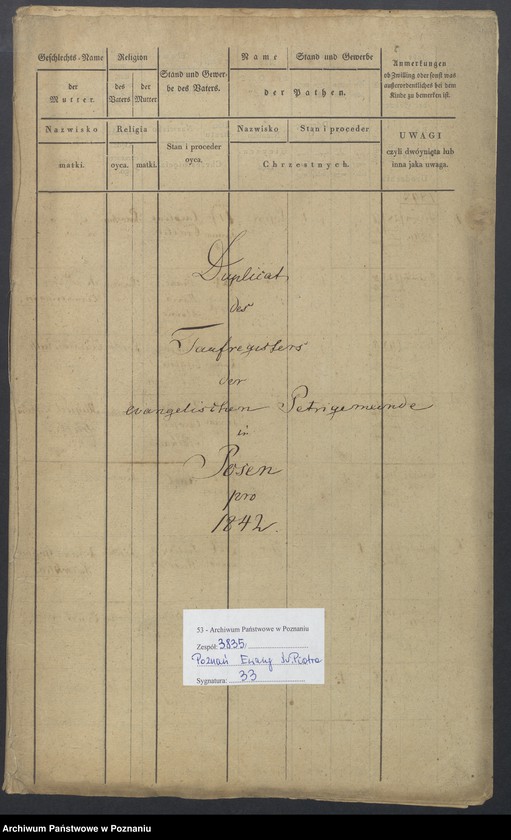 Geschlechts-Name
der
Mutter.
Religion
des Vaters
der Mutter
Stand und Gewer-
be des Vaters.
Name
Stand und Gewerbe
der Pathen.
Anmerkungen
ob Zwilling oder sonst was
außerordentliches bei dem
Kinde zu bemerken ist.
Nazwisko
matki.
Religia
oyca.
matki.
Stan i proceder
oyca.
Nazwisko
Stan i proceder
Chrzestnych.
UWAGI
czyli dwóynięta lub
inna jaka uwaga.
Duplicat
des
Taufregisters
der
evangelischen Petrigemeinde
in
Posen
pro
1842.
53 - Archiwum Państwowe w Poznaniu
Zespół: 3835
Poznań Ewang św. Piotra
Sygnatura: 33
Archiwum Państwowe w Poznaniu